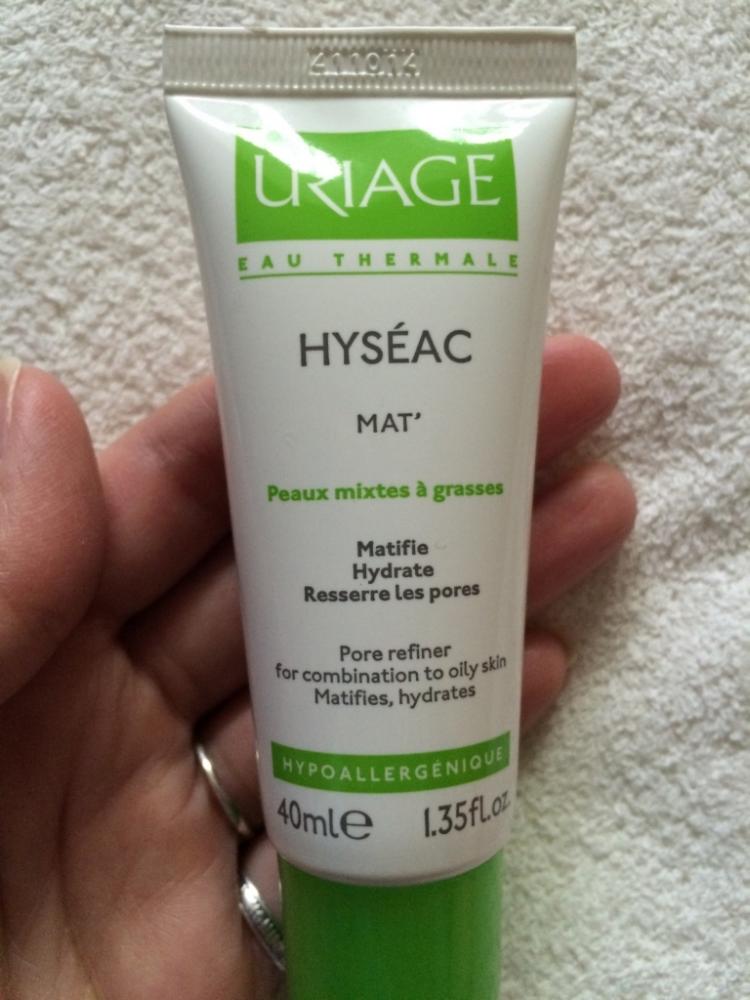 URIAGE
EAU THERMALE
HYSÉAC
MAT’
Peaux mixtes à grasses
Matifie
Hydrate
Resserre les pores
Pore refiner
for combination to oily skin
Matifies, hydrates
HYPOALLERGÉNIQUE
40ml℮ 1.35fl.oz.